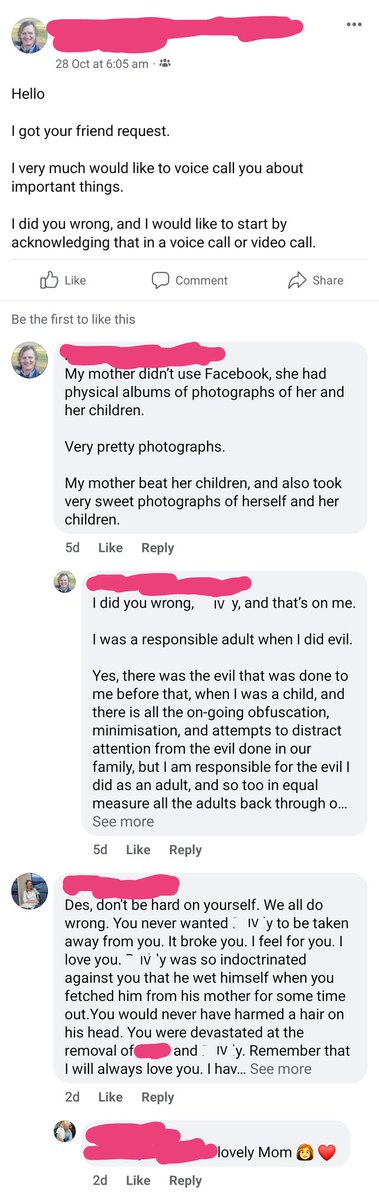 28 Oct at 6:05 am ·
Hello
I got your friend request.
I very much would like to voice call you about
important things.
I did you wrong, and I would like to start by
acknowledging that in a voice call or video call.
Like
Comment
Share
Be the first to like this
My mother didn't use Facebook, she had
physical albums of photographs of her and
her children.
Very pretty photographs.
My mother beat her children, and also took
very sweet photographs of herself and her
children.
5d Like Reply
I did you wrong, y, and that's on me.
I was a responsible adult when I did evil.
Yes, there was the evil that was done to
me before that, when I was a child, and
there is all the on-going obfuscation,
minimisation, and attempts to distract
attention from the evil done in our
family, but I am responsible for the evil I
did as an adult, and so too in equal
measure all the adults back through o...
See more
5d Like Reply
Des, don't be hard on yourself. We all do
wrong. You never wanted y to be taken
away from you. It broke you. I feel for you. I
love you. y was so indoctrinated
against you that he wet himself when you
fetched him from his mother for some time
out.You would never have harmed a hair on
his head. You were devastated at the
removal of and y. Remember that
I will always love you. I hav... See more
2d Like Reply
lovely Mom 👩❤️
2d Like Reply